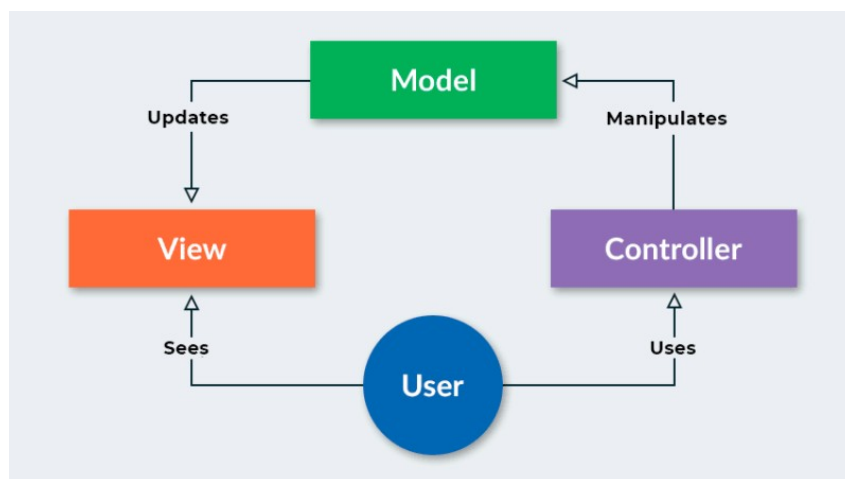 Model
Updates
Manipulates
View
Controller
Sees
Uses
User